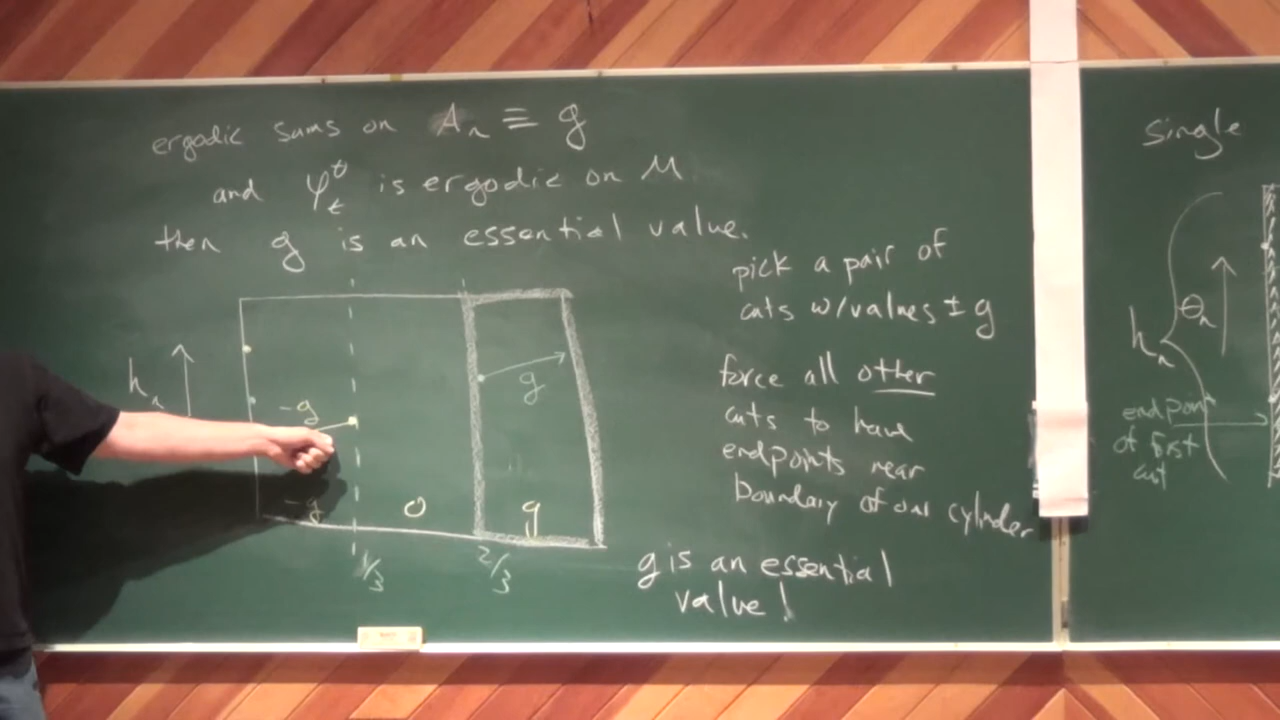 ergodic sums on Aₙ ≡ g
and φₜᶿ is ergodic on M
then g is an essential value.
pick a pair of
cuts w/values ± g
force all other
cuts to have
endpoints near
boundary of our cylinder
g is an essential
value!
hₙ
-g
g
-g
0
g
1/3
2/3
Single
hₙ
θₙ
endpoint
of first
cut